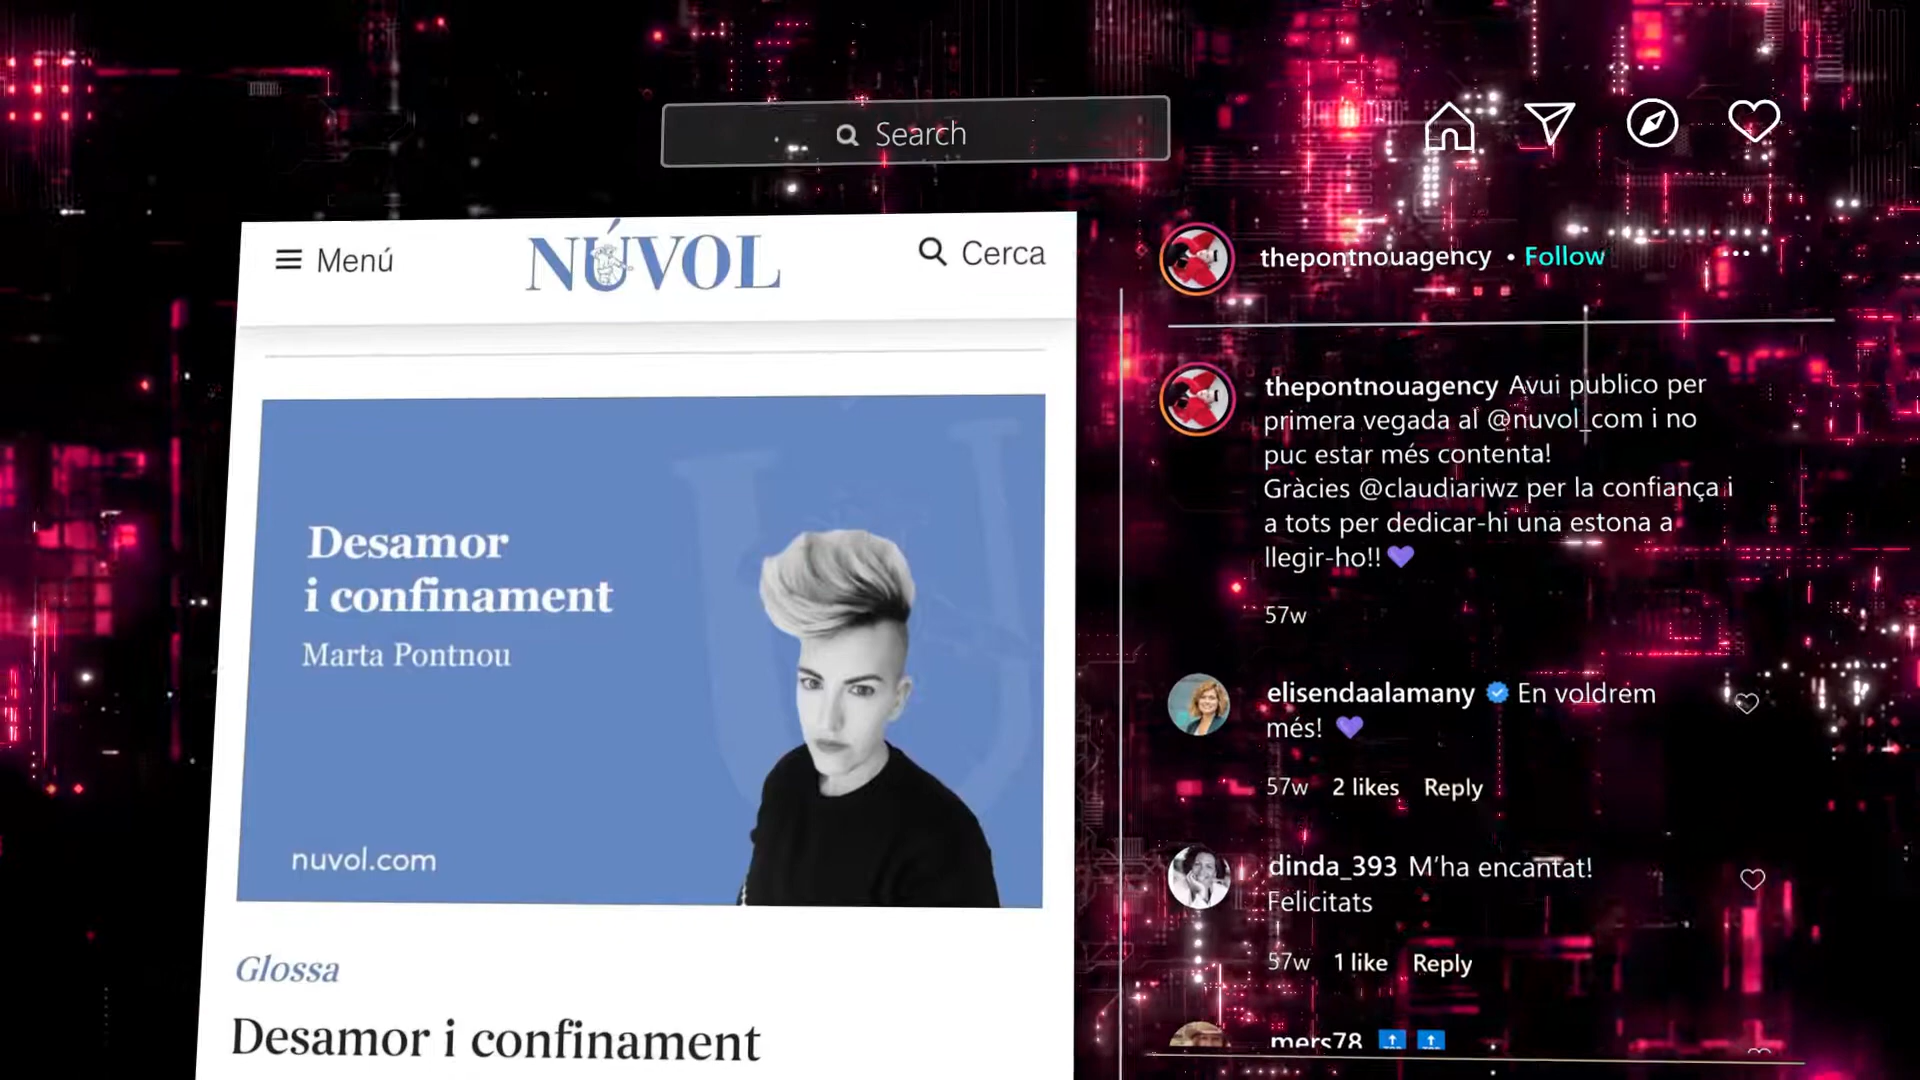 Search
Menú
NÚVOL
Cerca
Desamor
i confinament
Marta Pontnou
nuvol.com
Glossa
Desamor i confinament
thepontnouagency • Follow
thepontnouagency Avui publico per
primera vegada al @nuvol_com i no
puc estar més contenta!
Gràcies @claudiariwz per la confiança i
a tots per dedicar-hi una estona a
llegir-ho!! 💜
57w
elisendaalamany En voldrem
més! 💜
57w 2 likes Reply
dinda_393 M'ha encantat!
Felicitats
57w 1 like Reply
mers78